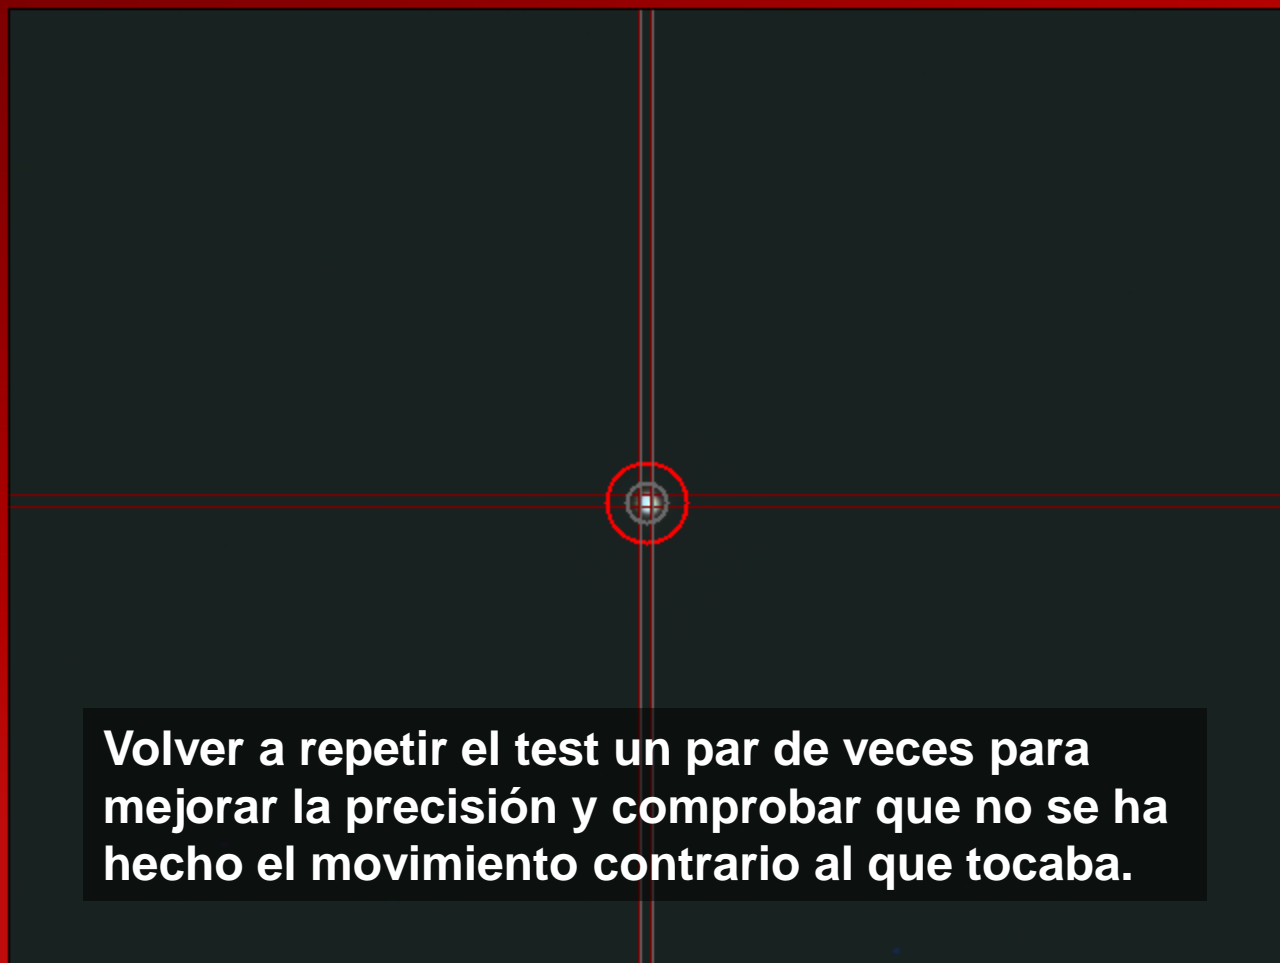 Volver a repetir el test un par de veces para
mejorar la precisión y comprobar que no se ha
hecho el movimiento contrario al que tocaba.